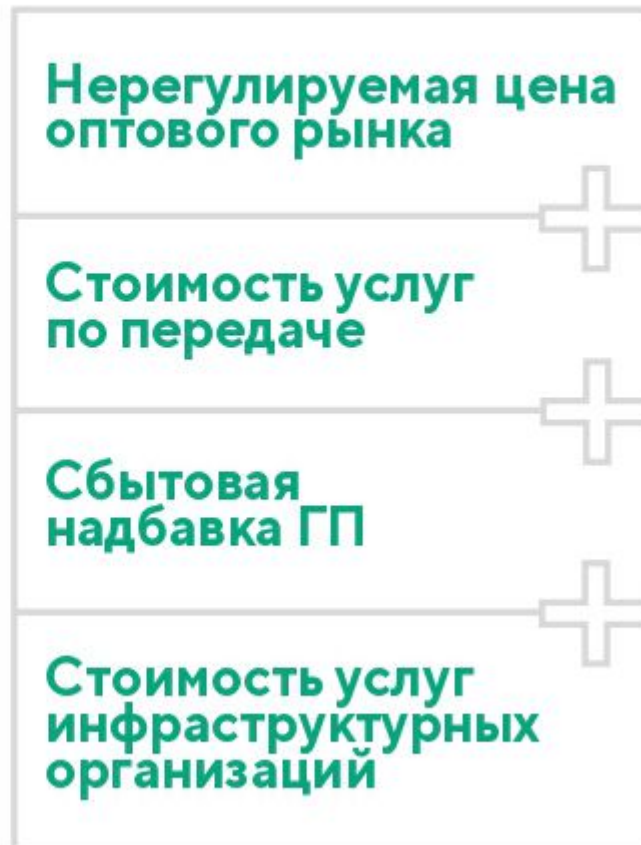 Нерегулируемая цена
оптового рынка
Стоимость услуг
по передаче
Сбытовая
надбавка ГП
Стоимость услуг
инфраструктурных
организаций